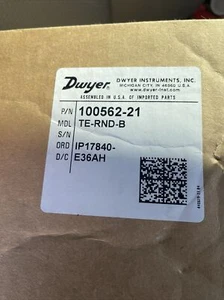 Dwyer
DWYER INSTRUMENTS, INC.
MICHIGAN CITY, IN 46360 U.S.A.
www.dwyer-inst.com
ASSEMBLED IN U.S.A. OF IMPORTED PARTS
P/N 100562-21
MDL TE-RND-B
S/N
ORD IP17840-
D/C E36AH